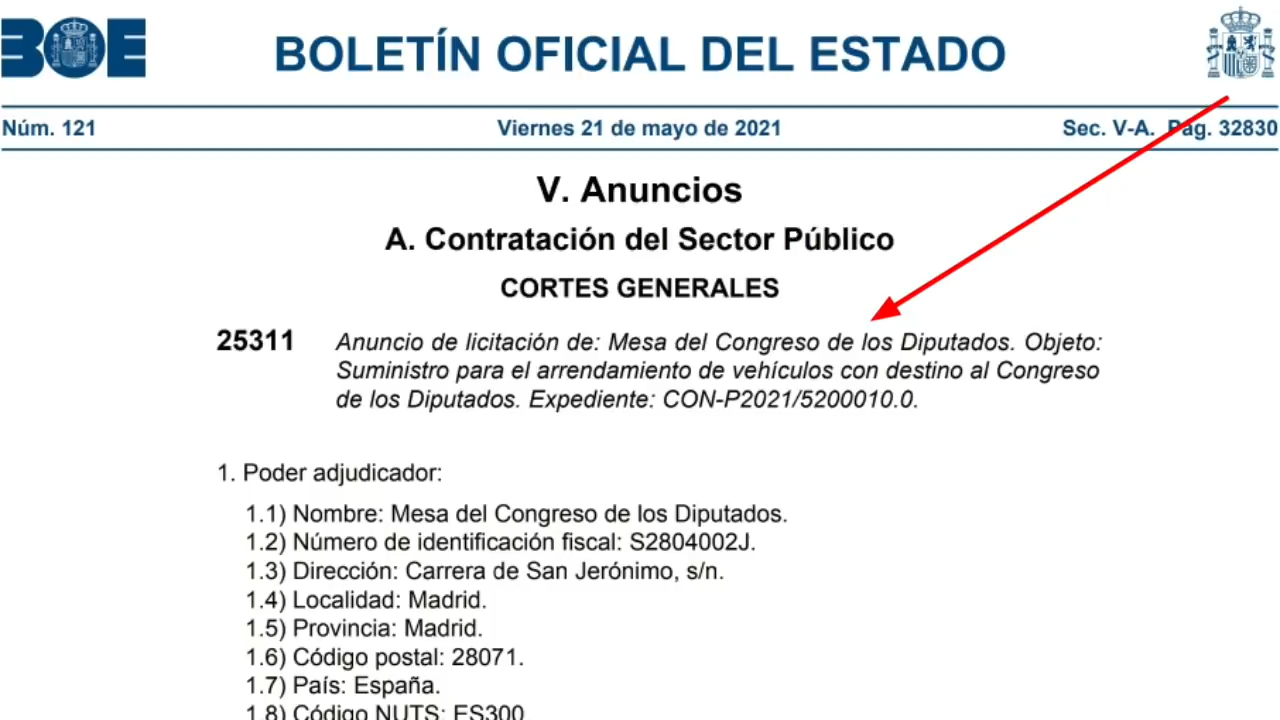 BOE
BOLETÍN OFICIAL DEL ESTADO
Núm. 121
Viernes 21 de mayo de 2021
Sec. V-A. Pág. 32830
V. Anuncios
A. Contratación del Sector Público
CORTES GENERALES
25311
Anuncio de licitación de: Mesa del Congreso de los Diputados. Objeto:
Suministro para el arrendamiento de vehículos con destino al Congreso
de los Diputados. Expediente: CON-P2021/5200010.0.
1. Poder adjudicador:
1.1) Nombre: Mesa del Congreso de los Diputados.
1.2) Número de identificación fiscal: S2804002J.
1.3) Dirección: Carrera de San Jerónimo, s/n.
1.4) Localidad: Madrid.
1.5) Provincia: Madrid.
1.6) Código postal: 28071.
1.7) País: España.
1.8) Código NUTS: ES300